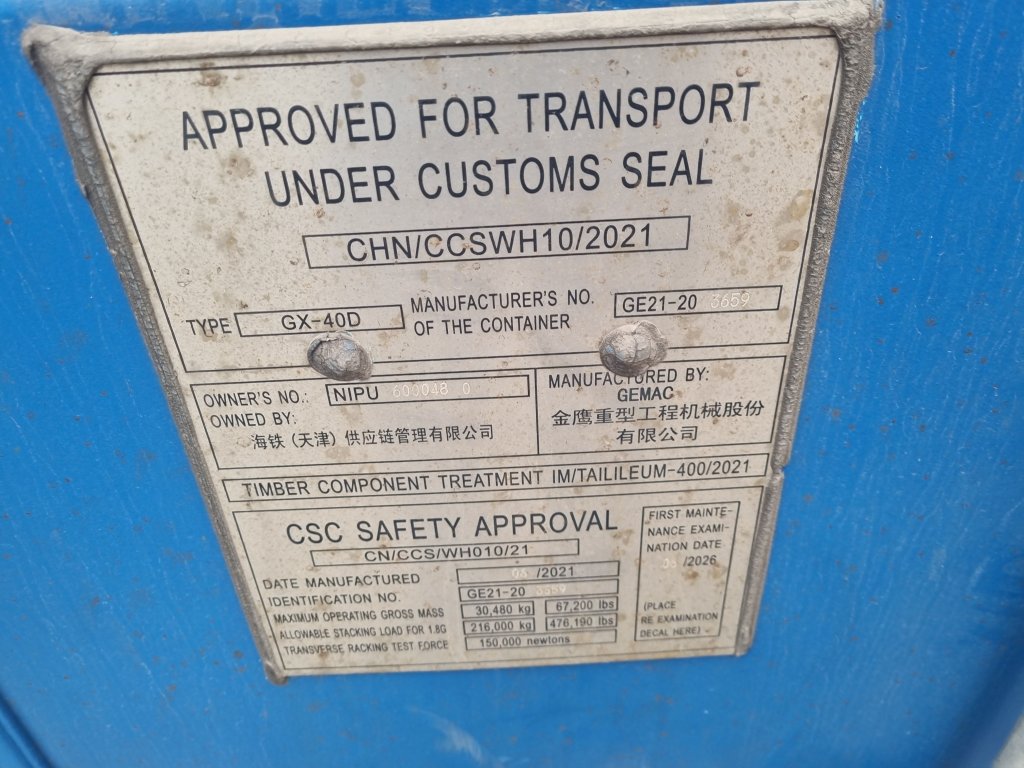 APPROVED FOR TRANSPORT
UNDER CUSTOMS SEAL
CHN/CCSWH10/2021
TYPE GX-40D
MANUFACTURER'S NO.
OF THE CONTAINER
GE21-20
OWNER'S NO.: NIPU 600048 0
OWNED BY:
海铁（天津）供应链管理有限公司
MANUFACTURED BY:
GEMAC
金鹰重型工程机械股份
有限公司
TIMBER COMPONENT TREATMENT IM/TAILILEUM-400/2021
CSC SAFETY APPROVAL
CN/CCS/WH010/21
DATE MANUFACTURED /2021
IDENTIFICATION NO. GE21-20
MAXIMUM OPERATING GROSS MASS 30,480 kg 67,200 lbs
ALLOWABLE STACKING LOAD FOR 1.8G 216,000 kg 476,190 lbs
TRANSVERSE RACKING TEST FORCE 150,000 newtons
FIRST MAINTE-
NANCE EXAMI-
NATION DATE
/2026
(PLACE
RE EXAMINATION
DECAL HERE)